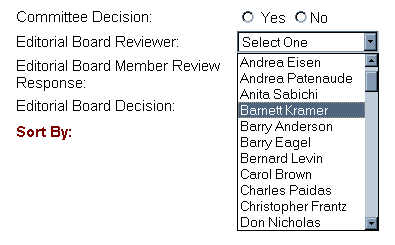 Committee Decision: Yes No
Editorial Board Reviewer: Select One
Editorial Board Member Review
Response:
Editorial Board Decision:
Sort By:
Andrea Eisen
Andrea Patenaude
Anita Sabichi
Barnett Kramer
Barry Anderson
Barry Eagel
Bernard Levin
Carol Brown
Charles Paidas
Christopher Frantz
Don Nicholas